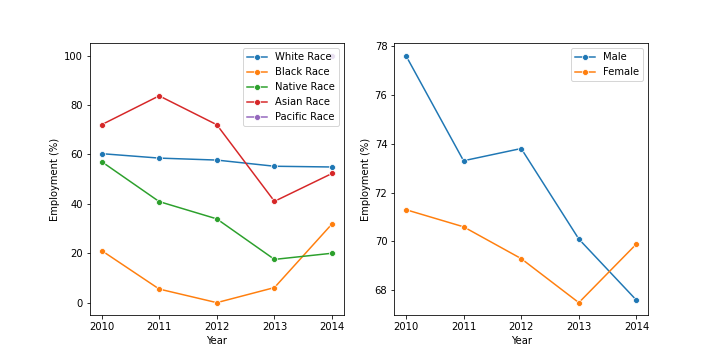 100
80
60
40
20
0
Employment (%)
2010 2011 2012 2013 2014
Year
White Race
Black Race
Native Race
Asian Race
Pacific Race
78
76
74
72
70
68
Employment (%)
2010 2011 2012 2013 2014
Year
Male
Female